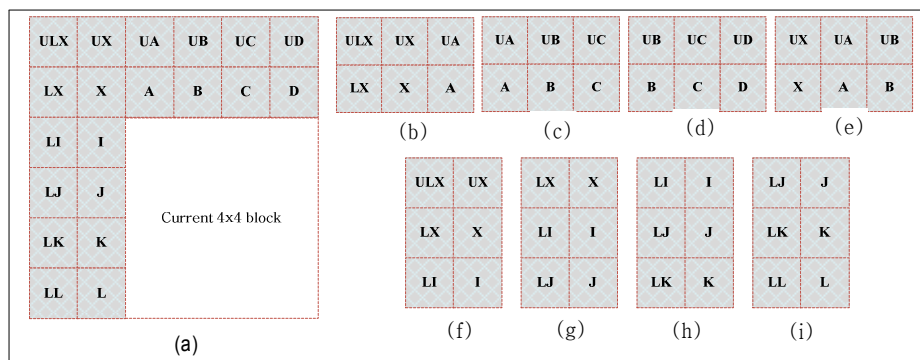 ULX UX UA UB UC UD
LX X A B C D
LI I
LJ J
Current 4x4 block
LK K
LL L
(a)
ULX UX UA
LX X A
(b)
UA UB UC
A B C
(c)
UB UC UD
B C D
(d)
UX UA UB
X A B
(e)
ULX UX
LX X
LI I
(f)
LX X
LI I
LJ J
(g)
LI I
LJ J
LK K
(h)
LJ J
LK K
LL L
(i)